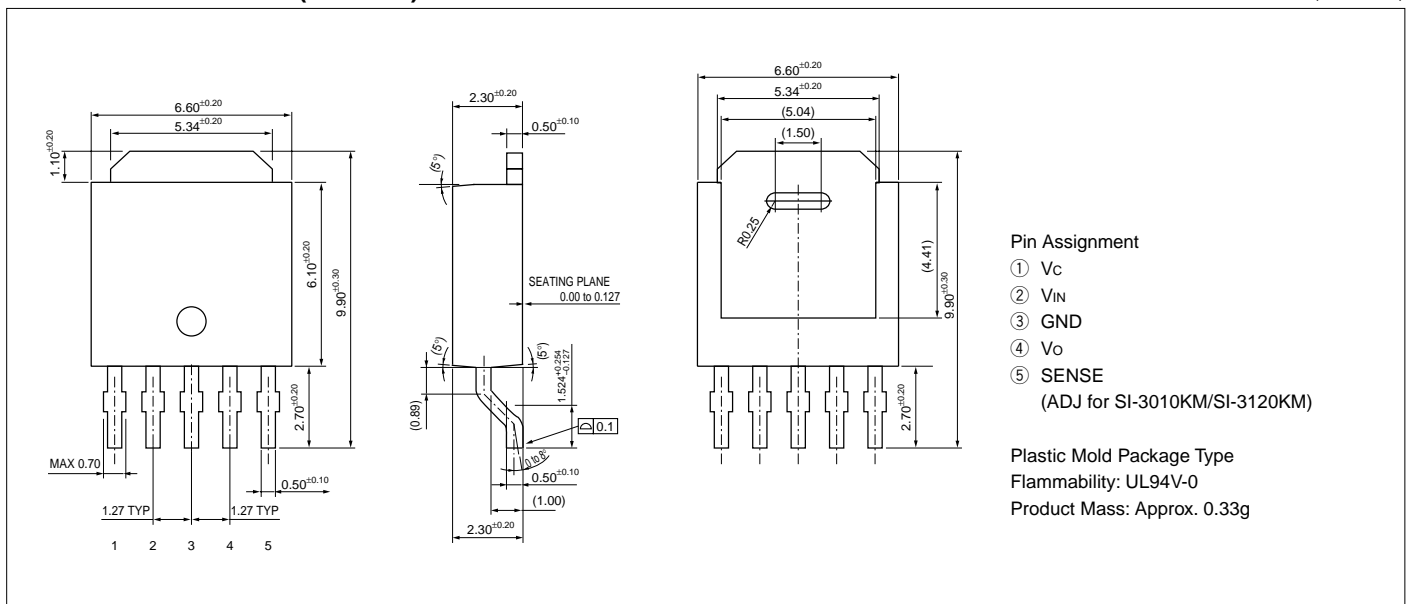 6.60±0.20
5.34±0.20
1.10±0.20
6.10±0.20
9.90±0.30
2.70±0.20
MAX 0.70
0.50±0.10
1.27 TYP
1.27 TYP
1 2 3 4 5
2.30±0.20
0.50±0.10
(5°)
SEATING PLANE
0.00 to 0.127
(5°)
(5°)
(0.89)
1.524+0.254 −0.127
0.1
0 to 8°
0.50±0.10
(1.00)
2.30±0.20
6.60±0.20
5.34±0.20
(5.04)
(1.50)
R0.25
(4.41)
9.90±0.30
2.70±0.20
Pin Assignment
① VC
② VIN
③ GND
④ VO
⑤ SENSE
(ADJ for SI-3010KM/SI-3120KM)
Plastic Mold Package Type
Flammability: UL94V-0
Product Mass: Approx. 0.33g